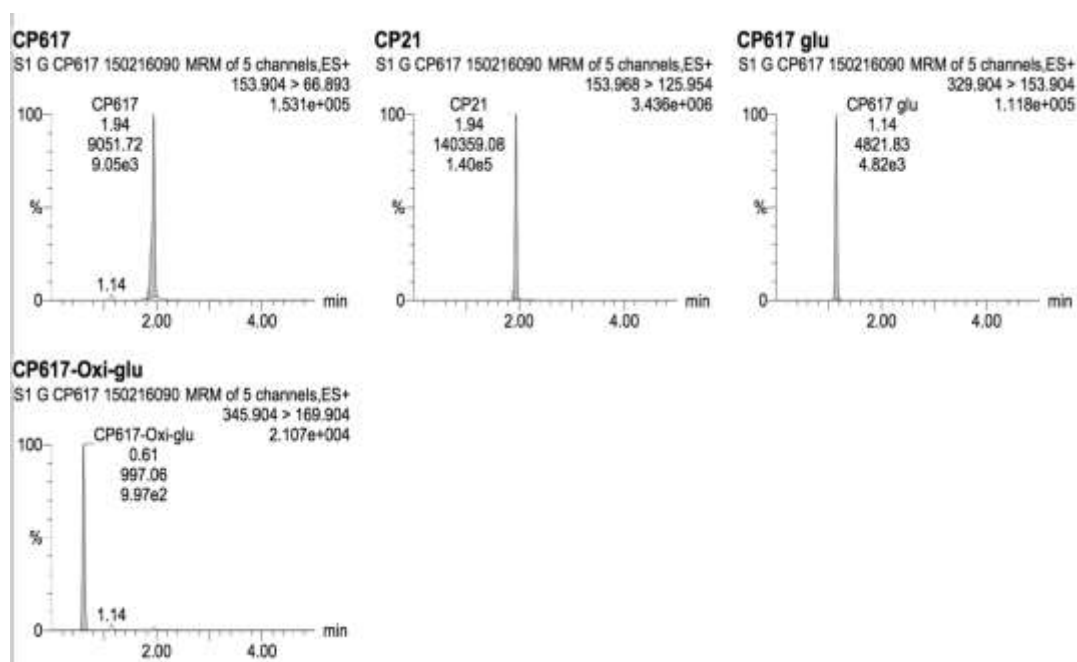 CP617
S1 G CP617 150216090 MRM of 5 channels,ES+
153.904 > 66.893
1.531e+005
100
CP617
1.94
9051.72
9.05e3
%
1.14
0
min
2.00
4.00
CP21
S1 G CP617 150216090 MRM of 5 channels,ES+
153.968 > 125.954
3.436e+006
100
CP21
1.94
140359.08
1.40e5
%
0
min
2.00
4.00
CP617 glu
S1 G CP617 150216090 MRM of 5 channels,ES+
329.904 > 153.904
1.118e+005
100
CP617 glu
1.14
4821.83
4.82e3
%
0
min
2.00
4.00
CP617-Oxi-glu
S1 G CP617 150216090 MRM of 5 channels,ES+
345.904 > 169.904
2.107e+004
100
CP617-Oxi-glu
0.61
997.06
9.97e2
%
1.14
0
min
2.00
4.00